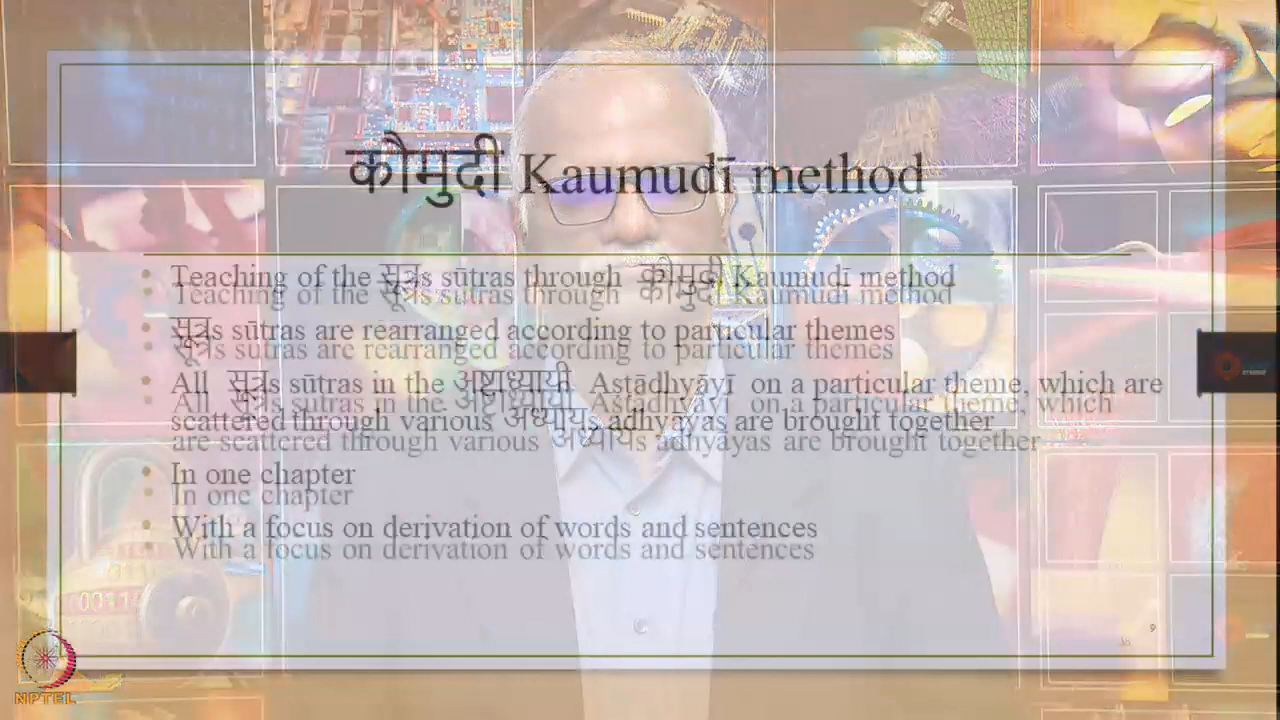 कौमुदी Kaumudī method
Teaching of the सूत्रs sūtras through कौमुदी Kaumudī method
सूत्रs sūtras are rearranged according to particular themes
All सूत्रs sūtras in the अष्टाध्यायी Aṣṭādhyāyī on a particular theme, which are
scattered through various अध्यायs adhyāyas are brought together
In one chapter
With a focus on derivation of words and sentences
9
NPTEL